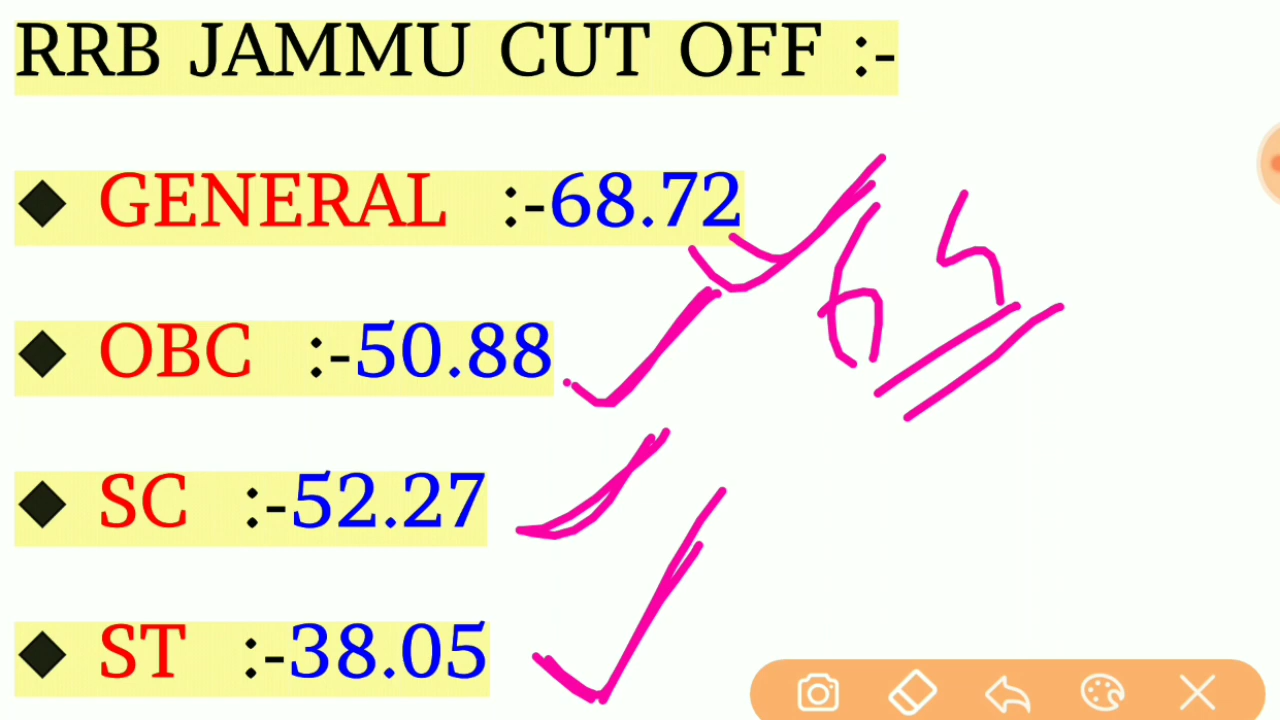 RRB JAMMU CUT OFF :-
◆ GENERAL :-68.72
65
◆ OBC :-50.88
◆ SC :-52.27
◆ ST :-38.05